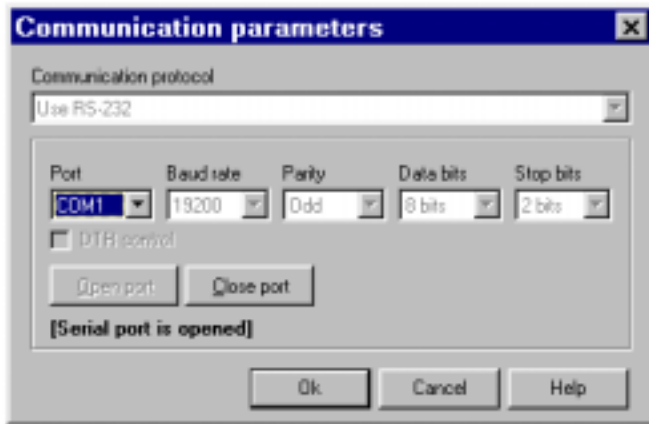 Communication parameters
Communication protocol
Use RS-232
Port Baud rate Parity Data bits Stop bits
COM1 19200 Odd 8 bits 2 bits
DTR control
Open port Close port
[Serial port is opened]
Ok Cancel Help